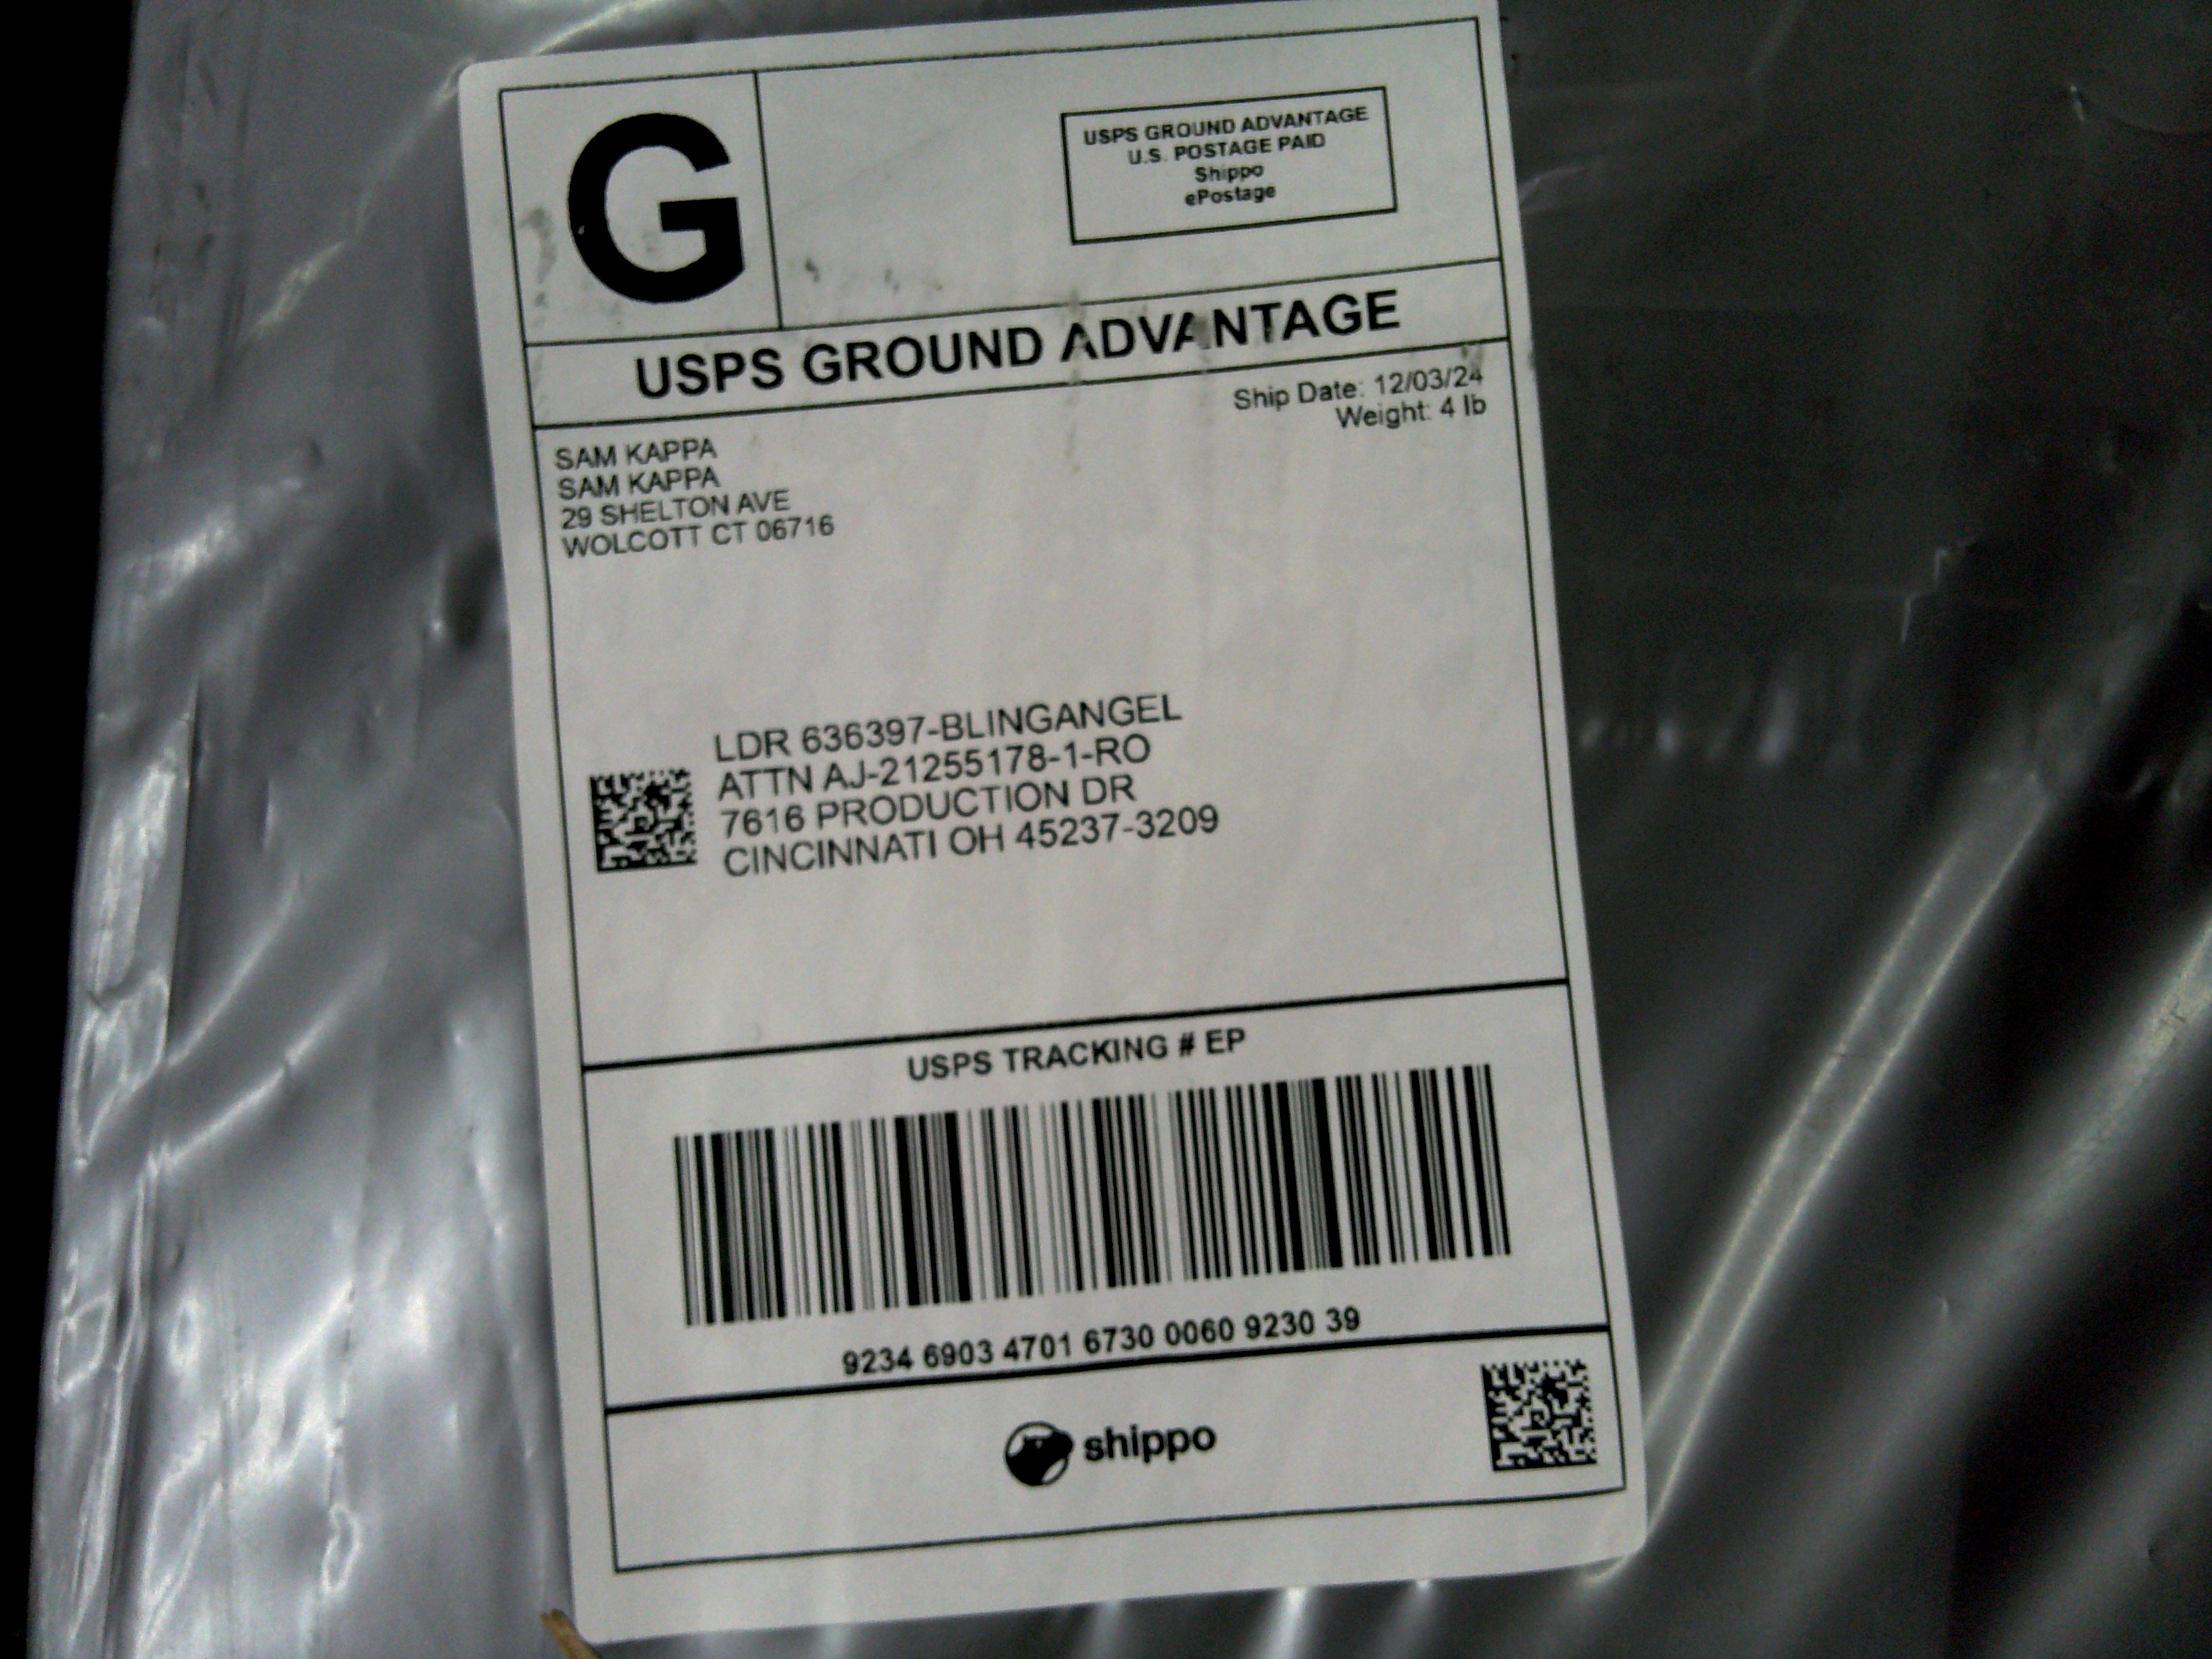 G
USPS GROUND ADVANTAGE
U.S. POSTAGE PAID
Shippo
ePostage
USPS GROUND ADVANTAGE
Ship Date: 12/03/24
Weight: 4 lb
SAM KAPPA
SAM KAPPA
29 SHELTON AVE
WOLCOTT CT 06716
LDR 636397-BLINGANGEL
ATTN AJ-21255178-1-RO
7616 PRODUCTION DR
CINCINNATI OH 45237-3209
USPS TRACKING # EP
9234 6903 4701 6730 0060 9230 39
shippo